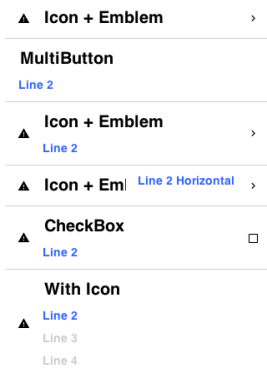 Icon + Emblem
MultiButton
Line 2
Icon + Emblem
Line 2
Icon + Em Line 2 Horizontal
CheckBox
Line 2
With Icon
Line 2
Line 3
Line 4